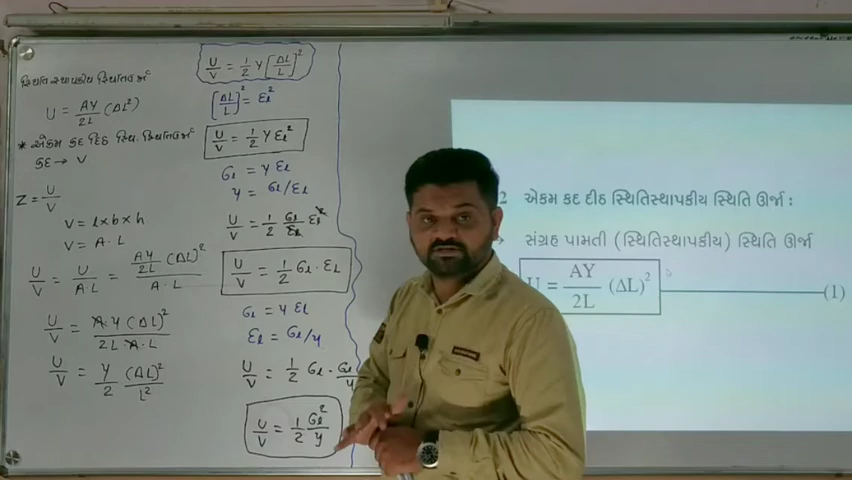 સ્થિતિસ્થાપકીય સ્થિતિઊર્જા
U = AY/2L (ΔL²)
* એકમ કદ દિઠ સ્થિ. સ્થિતિઊર્જા
કદ → V
Z = U/V
V = l×b×h
V = A·L
U/V = U/A·L = AY/2L (ΔL)² / A·L
U/V = A·Y (ΔL)² / 2L A·L
U/V = Y/2 (ΔL)²/L²
U/V = 1/2 Y [ΔL/L]²
[ΔL/L]² = εl²
U/V = 1/2 Y εl²
σl = Y εl
Y = σl/εl
U/V = 1/2 σl/εl εl²
U/V = 1/2 σl · εl
σl = Y εl
εl = σl/Y
U/V = 1/2 σl · σl/Y
U/V = 1/2 σl²/Y
2 એકમ કદ દીઠ સ્થિતિસ્થાપકીય સ્થિતિ ઊર્જા :
સંગ્રહ પામતી (સ્થિતિસ્થાપકીય) સ્થિતિ ઊર્જા
U = AY/2L (ΔL)² (1)